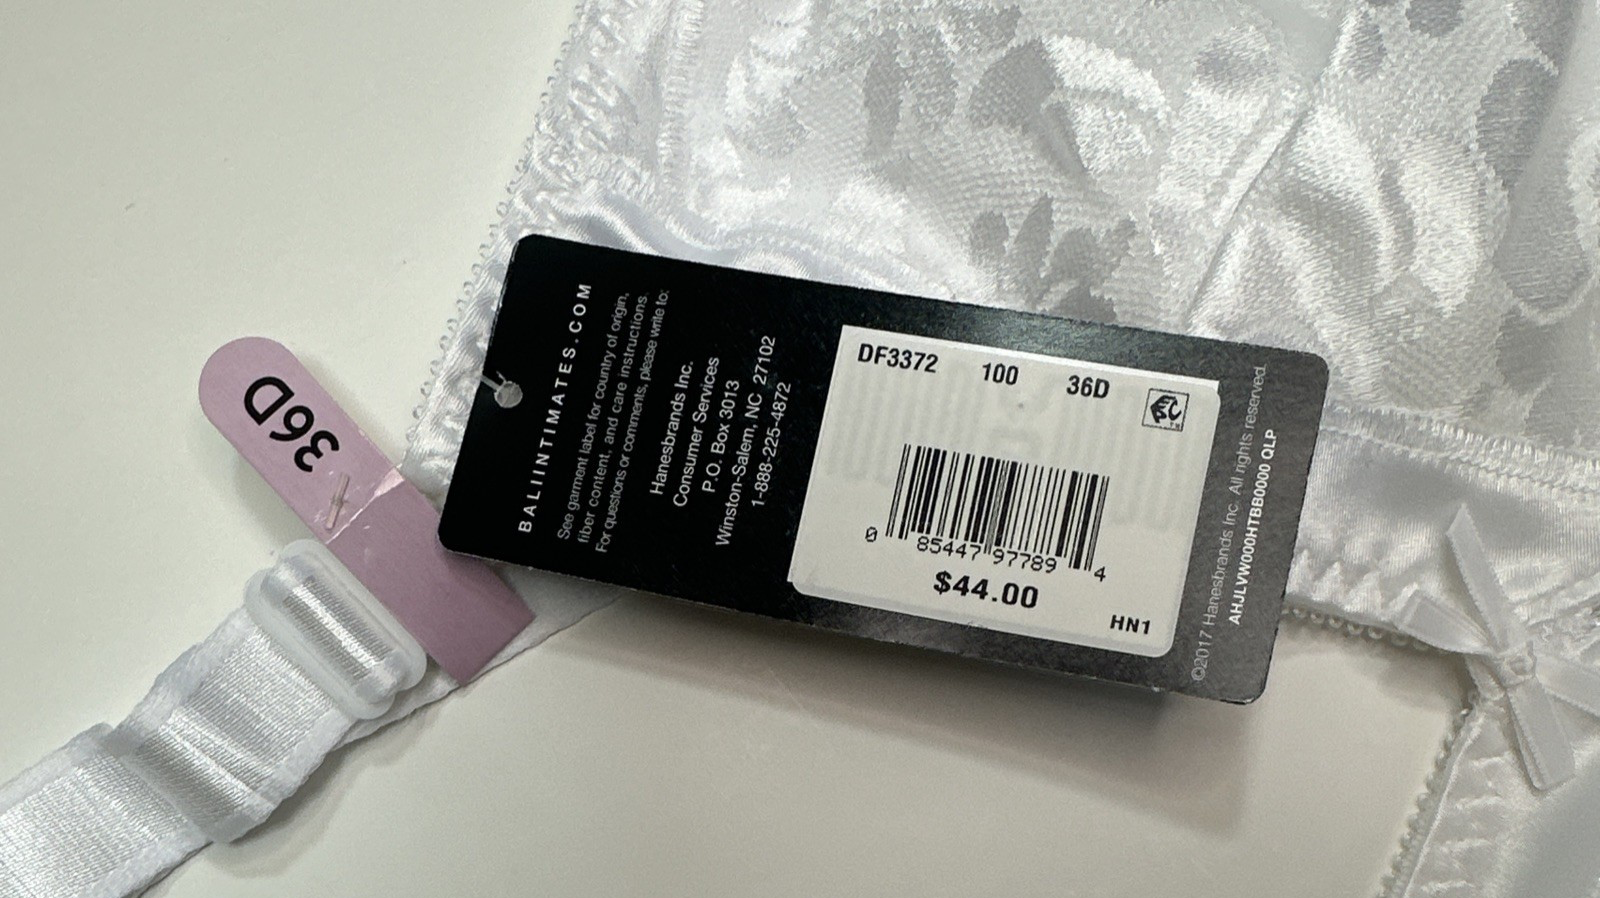 36D
BALIINTIMATES.COM
See garment label for country of origin,
fiber content, and care instructions.
For questions or comments, please write to:
Hanesbrands Inc.
Consumer Services
P.O. Box 3013
Winston-Salem, NC 27102
1-888-225-4872
DF3372 100 36D
0 85447 97789 4
$44.00
HN1
©2017 Hanesbrands Inc. All rights reserved.
AHJLVW000HTBB0000 QLP